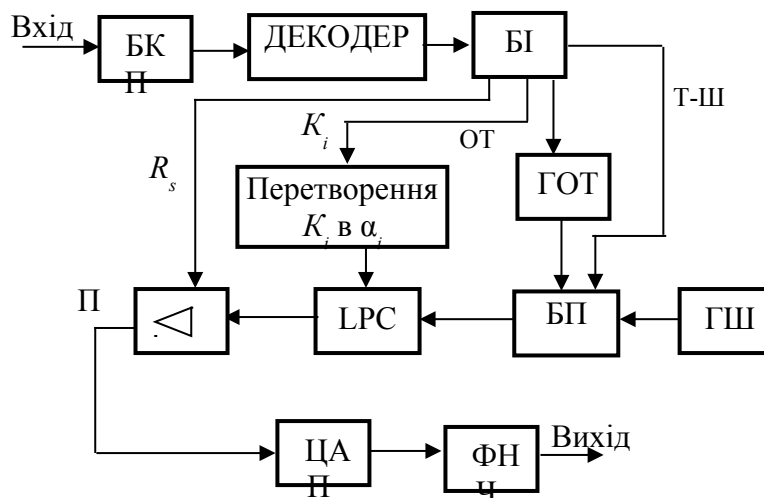 Вхід
БК
П
ДЕКОДЕР
БІ
Т-Ш
K_i
ОТ
R_s
Перетворення
K_i в α_i
ГОТ
П
LPC
БП
ГШ
ЦА
П
ФН
Ч
Вихід